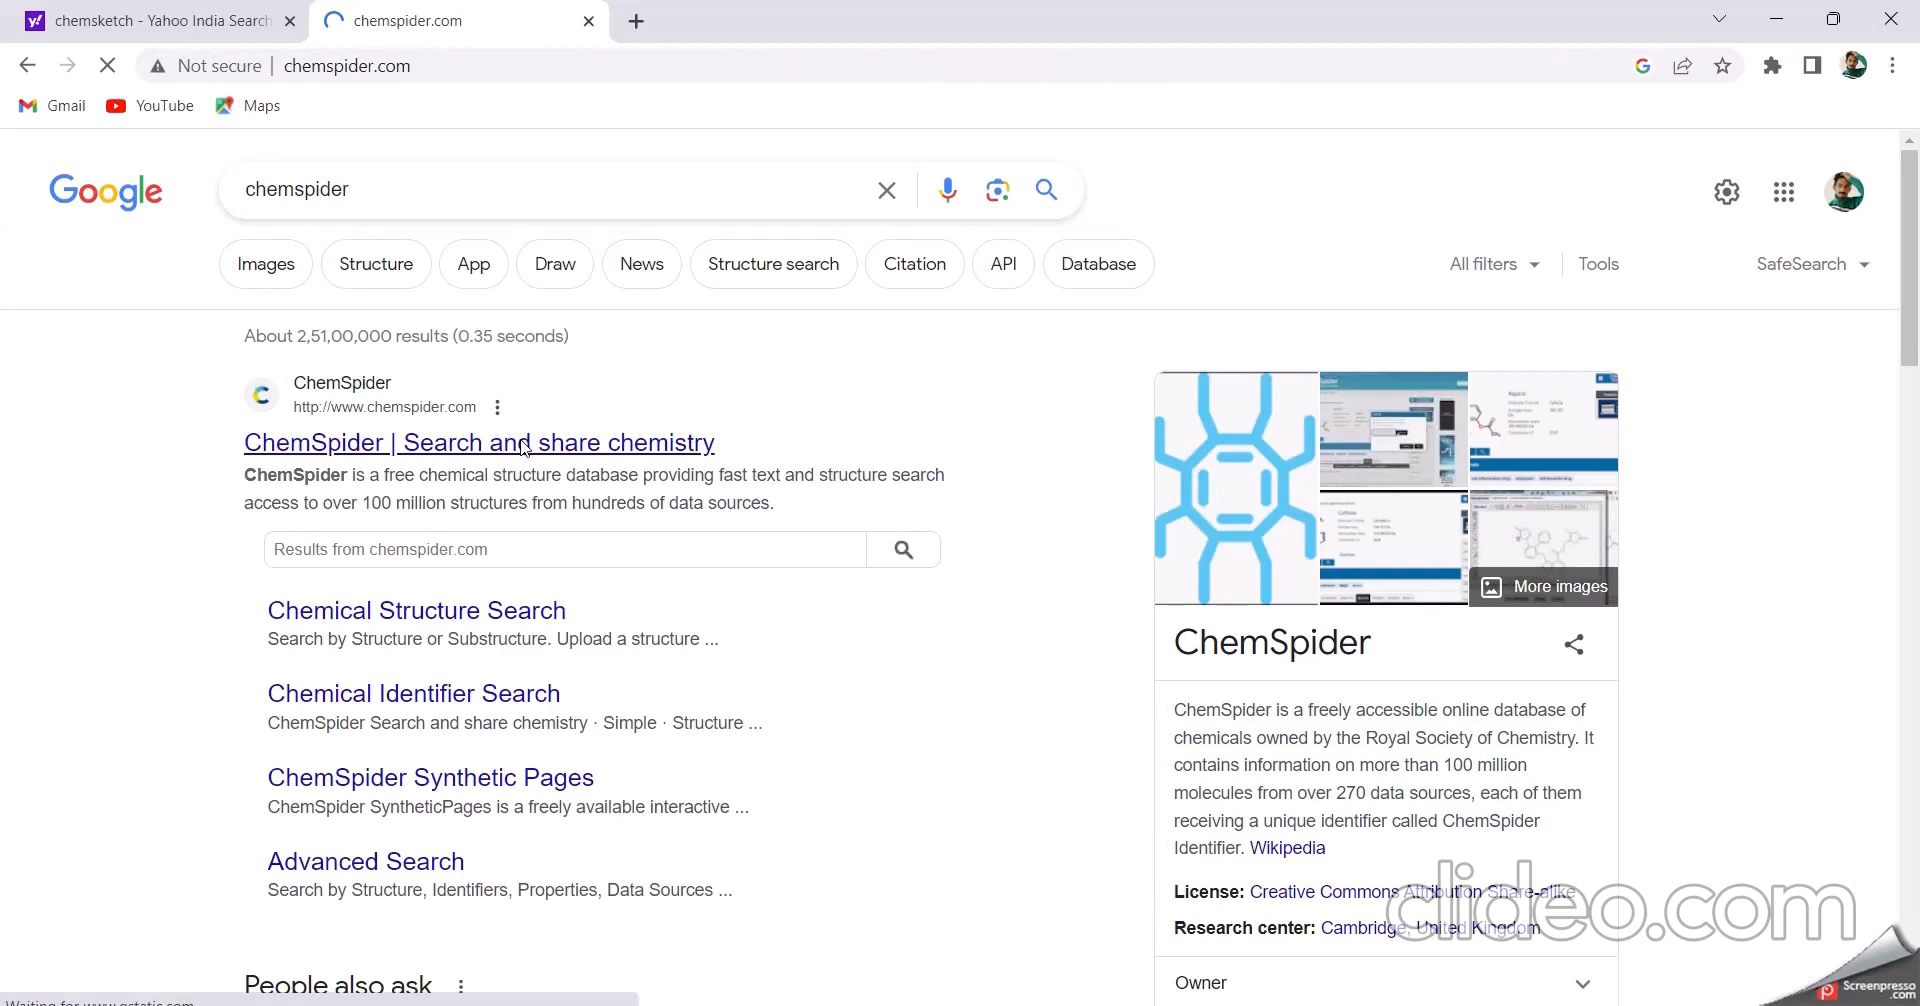 chemsketch - Yahoo India Search
chemspider.com
Not secure | chemspider.com
Gmail
YouTube
Maps
Google
chemspider
Images
Structure
App
Draw
News
Structure search
Citation
API
Database
All filters
Tools
SafeSearch
About 2,51,00,000 results (0.35 seconds)
ChemSpider
http://www.chemspider.com
ChemSpider | Search and share chemistry
ChemSpider is a free chemical structure database providing fast text and structure search
access to over 100 million structures from hundreds of data sources.
Results from chemspider.com
Chemical Structure Search
Search by Structure or Substructure. Upload a structure ...
Chemical Identifier Search
ChemSpider Search and share chemistry · Simple · Structure ...
ChemSpider Synthetic Pages
ChemSpider SyntheticPages is a freely available interactive ...
Advanced Search
Search by Structure, Identifiers, Properties, Data Sources ...
People also ask
More images
ChemSpider
ChemSpider is a freely accessible online database of
chemicals owned by the Royal Society of Chemistry. It
contains information on more than 100 million
molecules from over 270 data sources, each of them
receiving a unique identifier called ChemSpider
Identifier. Wikipedia
License: Creative Commons Attribution Share-alike
Research center: Cambridge, United Kingdom
Owner
clideo.com
Screenpresso
.com